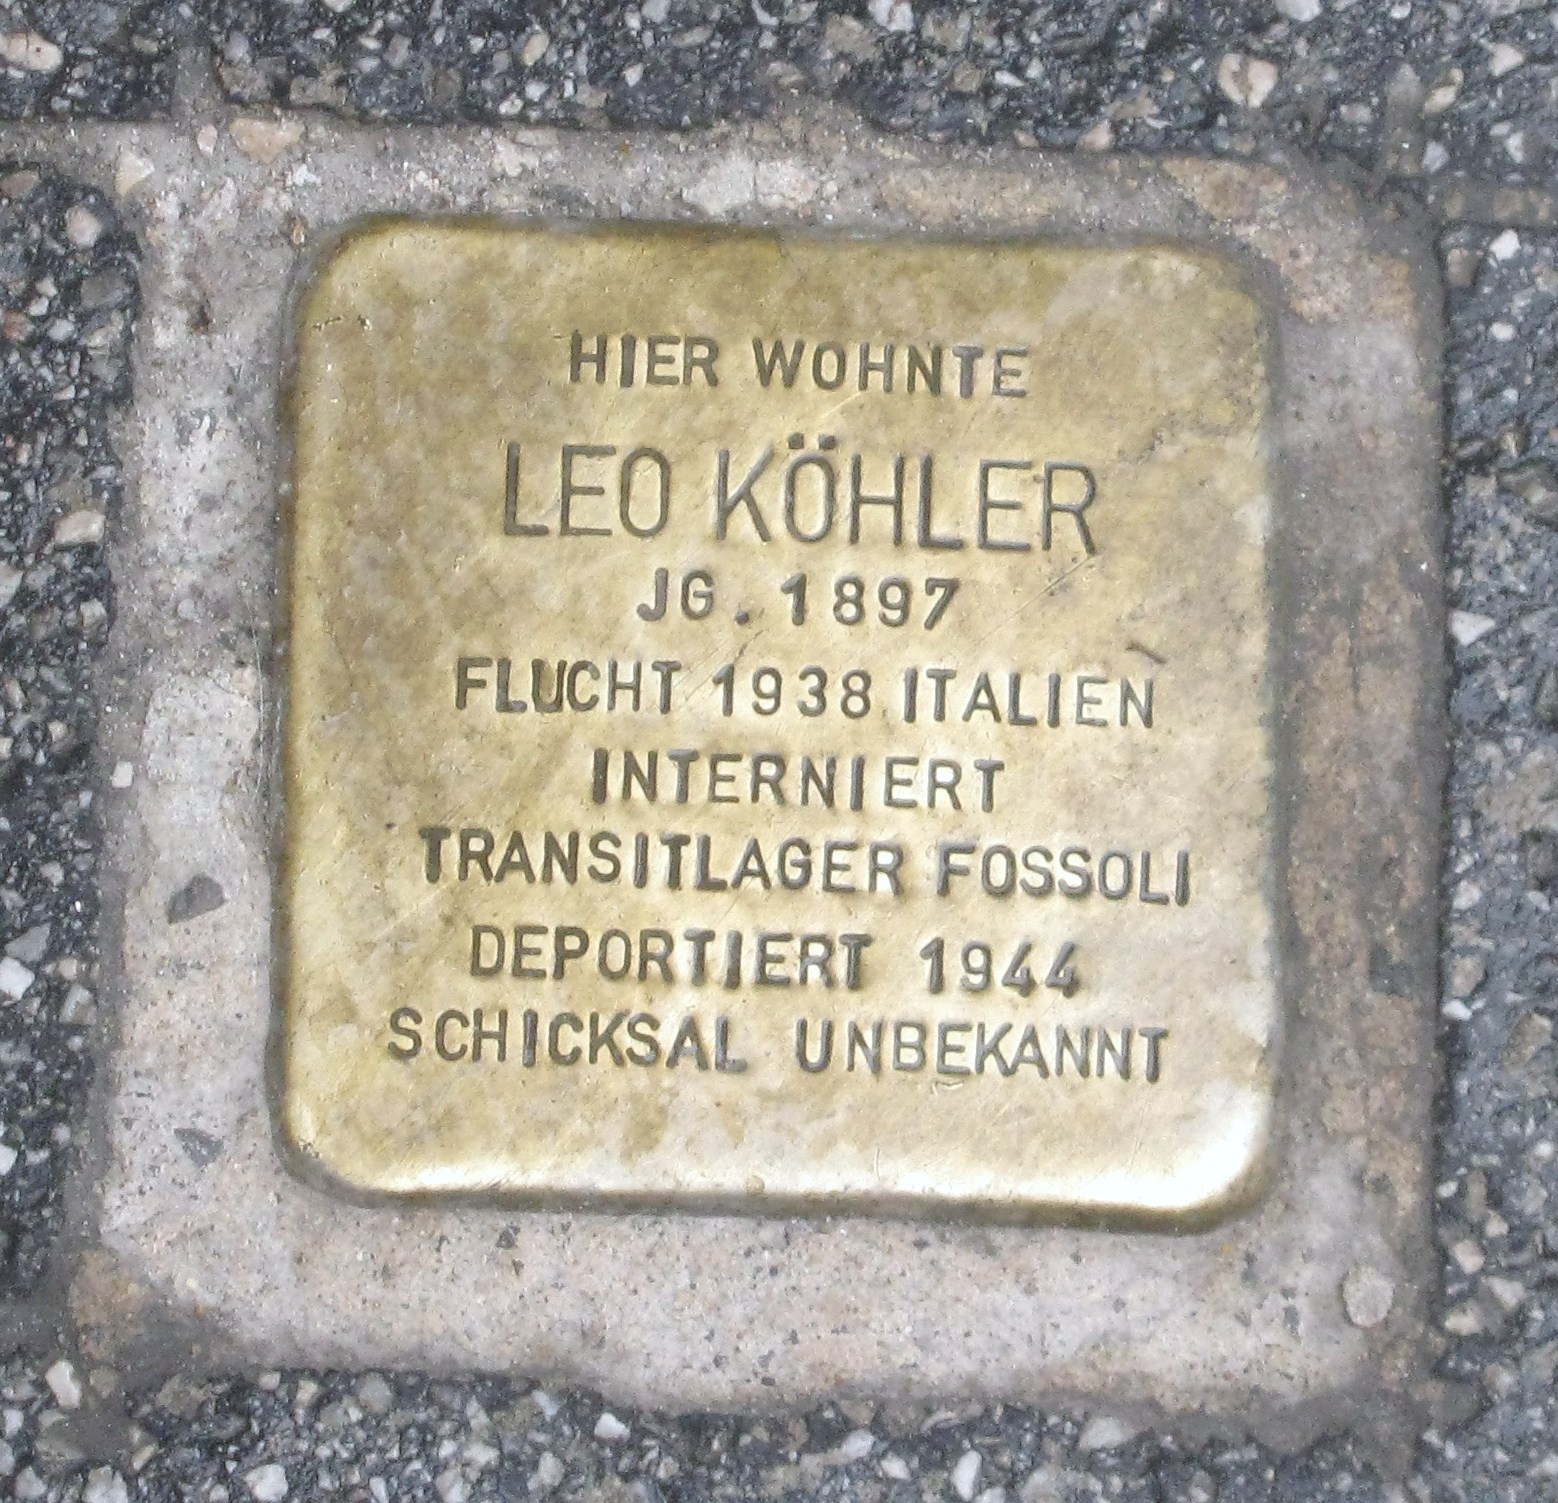 HIER WOHNTE
LEO KÖHLER
JG. 1897
FLUCHT 1938 ITALIEN
INTERNIERT
TRANSITLAGER FOSSOLI
DEPORTIERT 1944
SCHICKSAL UNBEKANNT